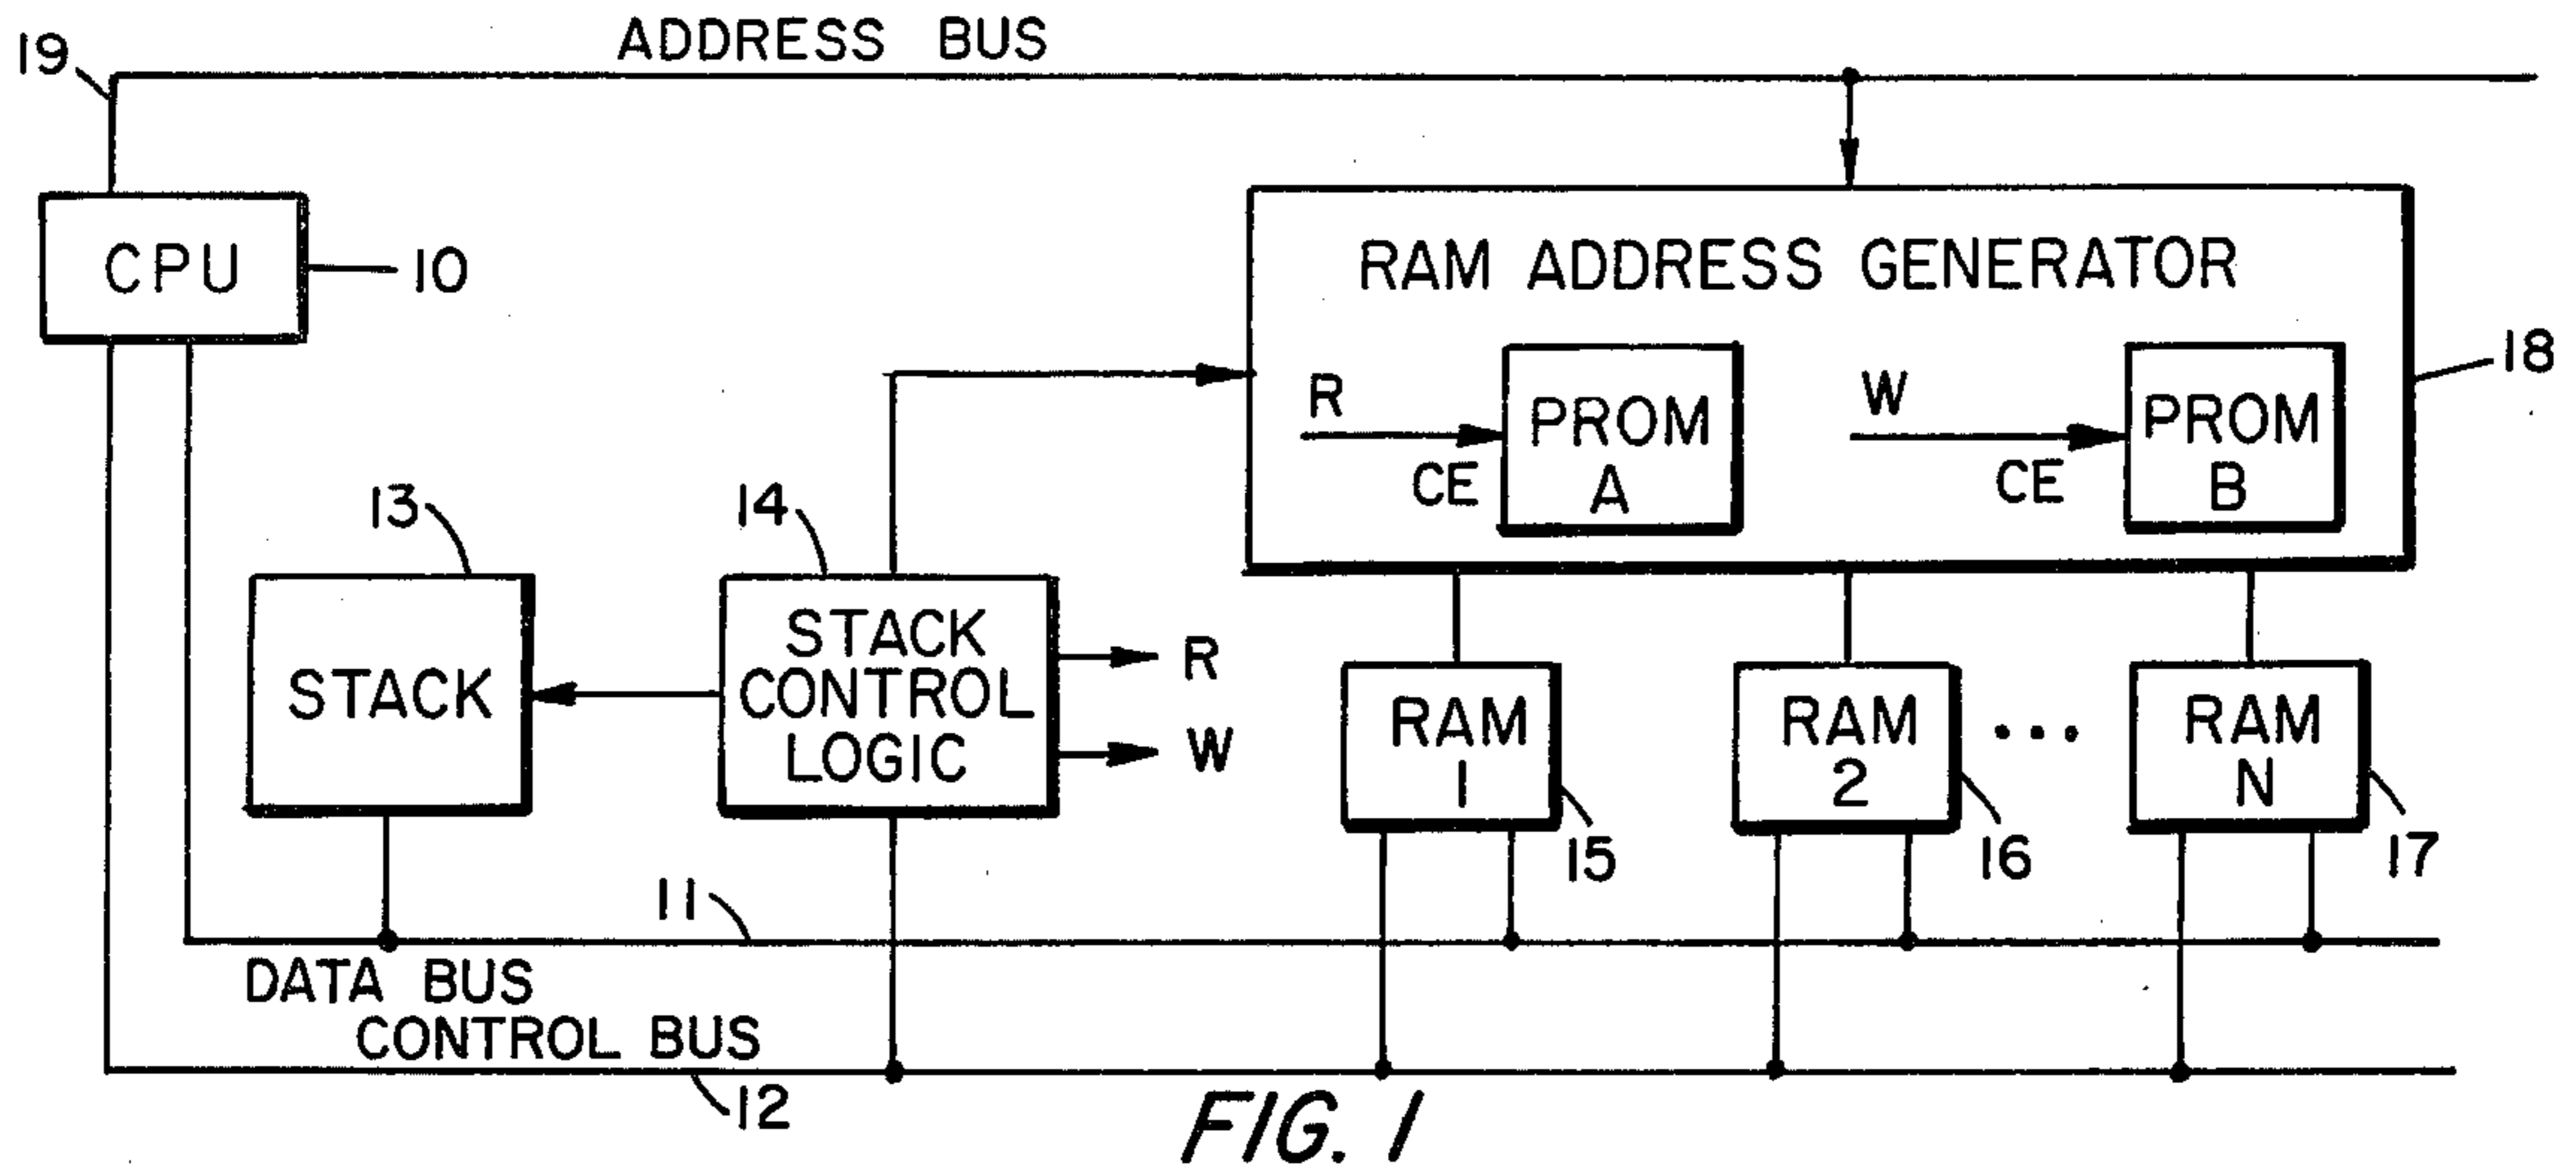 ADDRESS BUS
19
CPU
10
RAM ADDRESS GENERATOR
18
R
CE
PROM
A
W
CE
PROM
B
13
14
STACK
STACK
CONTROL
LOGIC
R
W
RAM
1
15
RAM
2
16
...
RAM
N
17
11
DATA BUS
CONTROL BUS
12
FIG. 1